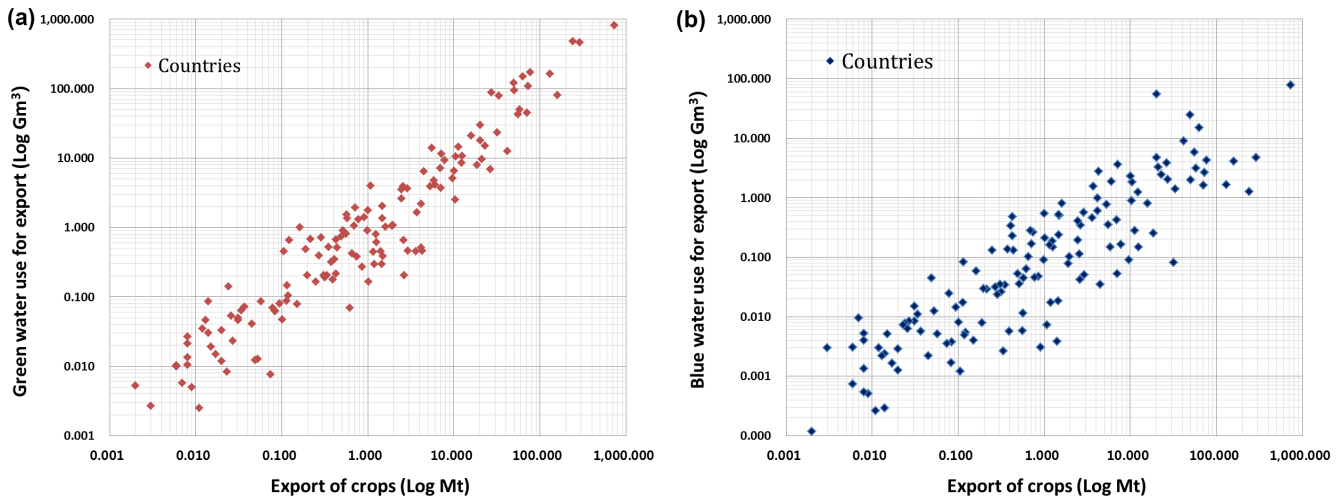 (a)
1,000.000
100.000
10.000
1.000
0.100
0.010
0.001
Green water use for export (Log Gm³)
Countries
0.001 0.010 0.100 1.000 10.000 100.000 1,000.000
Export of crops (Log Mt)
(b)
1,000.000
100.000
10.000
1.000
0.100
0.010
0.001
0.000
Blue water use for export (Log Gm³)
Countries
0.001 0.010 0.100 1.000 10.000 100.000 1,000.000
Export of crops (Log Mt)